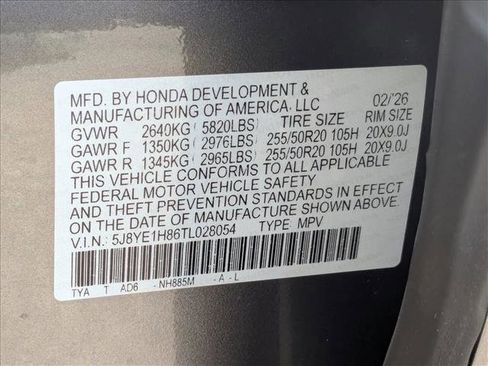 MFD. BY HONDA DEVELOPMENT &
MANUFACTURING OF AMERICA, LLC 02/'26
GVWR 2640KG (5820LBS) TIRE SIZE RIM SIZE
GAWR F 1350KG (2976LBS) 255/50R20 105H 20X9.0J
GAWR R 1345KG (2965LBS) 255/50R20 105H 20X9.0J
THIS VEHICLE CONFORMS TO ALL APPLICABLE
FEDERAL MOTOR VEHICLE SAFETY
AND THEFT PREVENTION STANDARDS IN EFFECT
ON THE DATE OF MANUFACTURE SHOWN ABOVE.
V.I.N.: 5J8YE1H86TL028054 TYPE: MPV
TYA T AD6 -NH885M -A-L